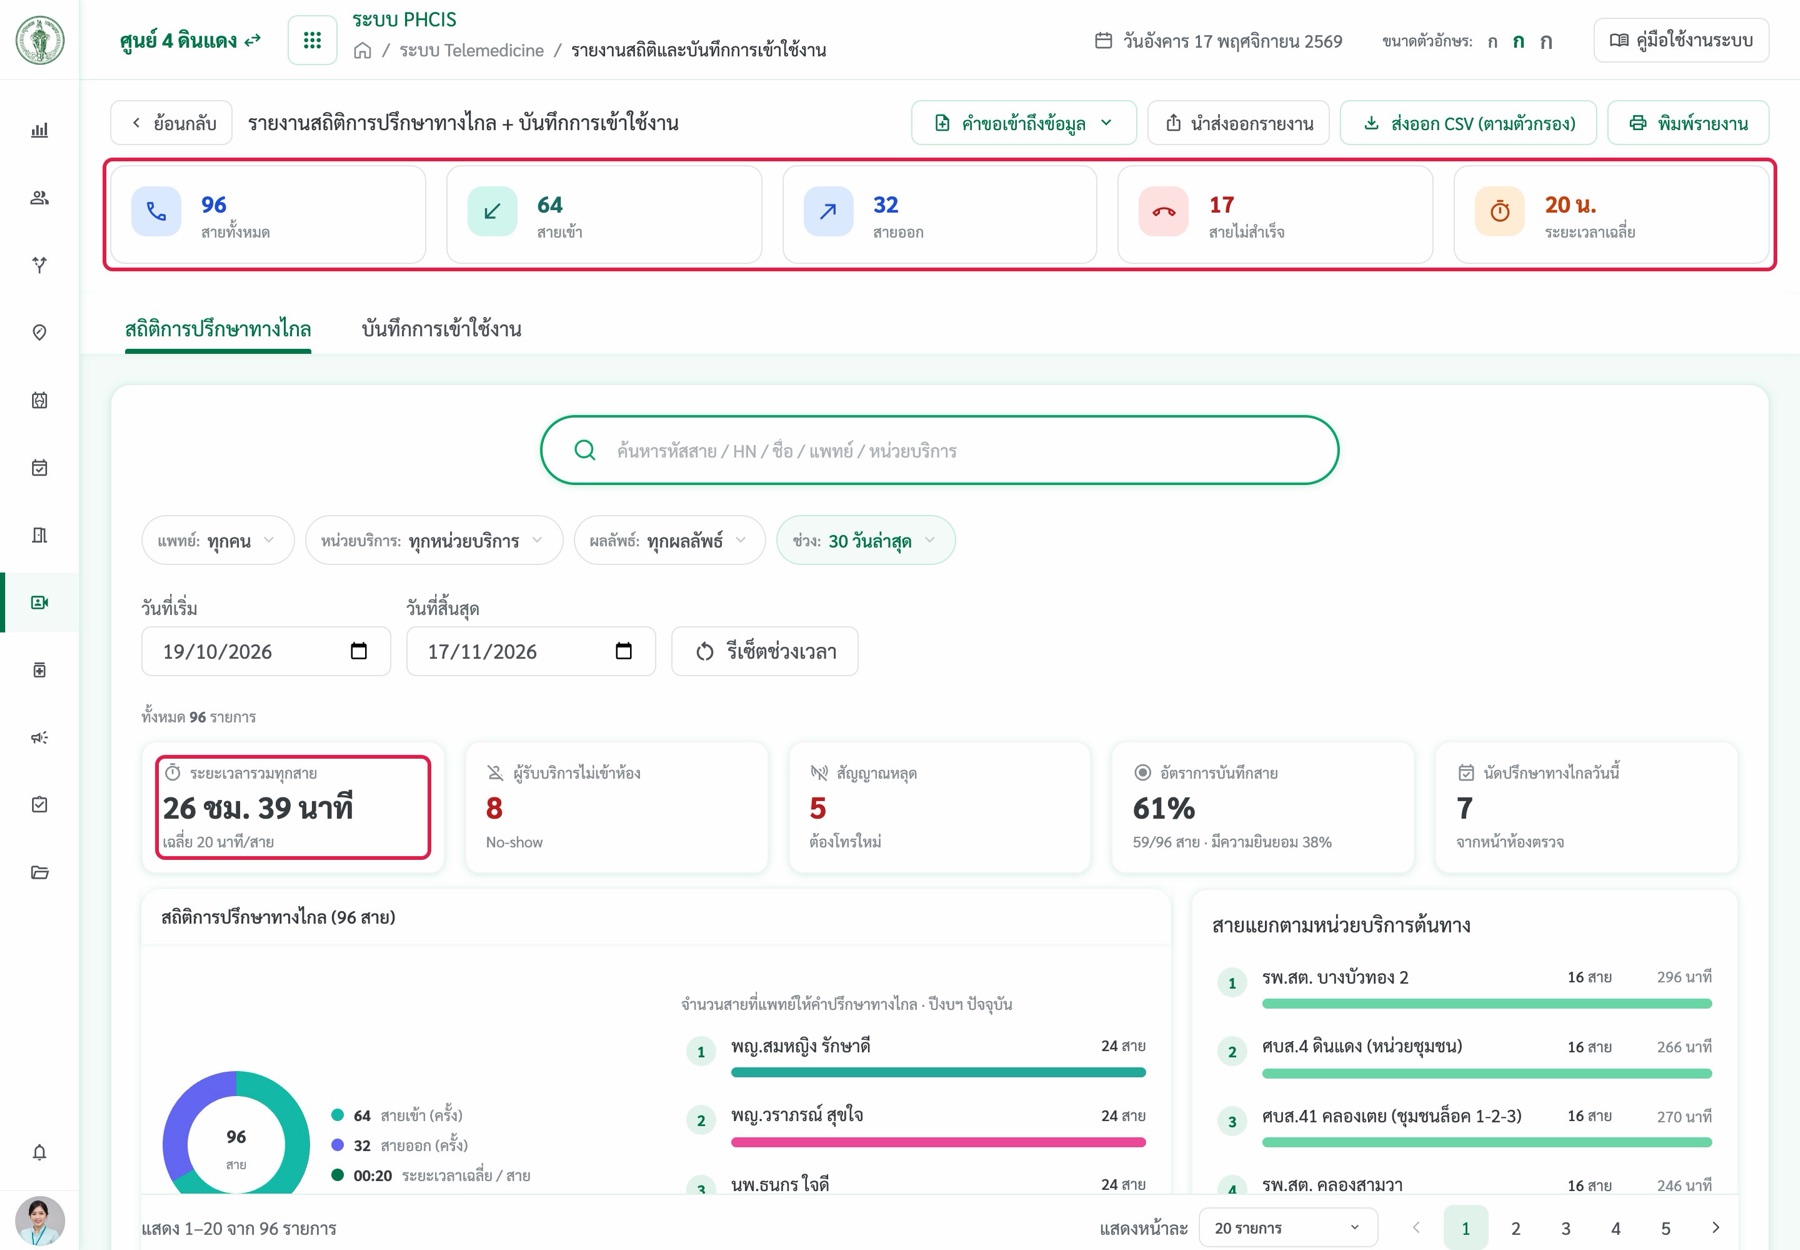 ศูนย์ 4 ดินแดง
ระบบ PHCIS
/ ระบบ Telemedicine / รายงานสถิติและบันทึกการเข้าใช้งาน
วันอังคาร 17 พฤศจิกายน 2569
ขนาดตัวอักษร: ก ก ก
คู่มือใช้งานระบบ
ย้อนกลับ
รายงานสถิติการปรึกษาทางไกล + บันทึกการเข้าใช้งาน
คำขอเข้าถึงข้อมูล
นำส่งออกรายงาน
ส่งออก CSV (ตามตัวกรอง)
พิมพ์รายงาน
96
สายทั้งหมด
64
สายเข้า
32
สายออก
17
สายไม่สำเร็จ
20 น.
ระยะเวลาเฉลี่ย
สถิติการปรึกษาทางไกล
บันทึกการเข้าใช้งาน
ค้นหารหัสสาย / HN / ชื่อ / แพทย์ / หน่วยบริการ
แพทย์: ทุกคน
หน่วยบริการ: ทุกหน่วยบริการ
ผลลัพธ์: ทุกผลลัพธ์
ช่วง: 30 วันล่าสุด
วันที่เริ่ม
วันที่สิ้นสุด
19/10/2026
17/11/2026
รีเซ็ตช่วงเวลา
ทั้งหมด 96 รายการ
ระยะเวลารวมทุกสาย
26 ชม. 39 นาที
เฉลี่ย 20 นาที/สาย
ผู้รับบริการไม่เข้าห้อง
8
No-show
สัญญาณหลุด
5
ต้องโทรใหม่
อัตราการบันทึกสาย
61%
59/96 สาย · มีความยินยอม 38%
นัดปรึกษาทางไกลวันนี้
7
จากหน้าห้องตรวจ
สถิติการปรึกษาทางไกล (96 สาย)
96
สาย
64 สายเข้า (ครั้ง)
32 สายออก (ครั้ง)
00:20 ระยะเวลาเฉลี่ย / สาย
จำนวนสายที่แพทย์ให้คำปรึกษาทางไกล · ปีงบฯ ปัจจุบัน
1 พญ.สมหญิง รักษาดี 24 สาย
2 พญ.วราภรณ์ สุขใจ 24 สาย
3 นพ.ธนกร ใจดี 24 สาย
สายแยกตามหน่วยบริการต้นทาง
1 รพ.สต. บางบัวทอง 2 16 สาย 296 นาที
2 ศบส.4 ดินแดง (หน่วยชุมชน) 16 สาย 266 นาที
3 ศบส.41 คลองเตย (ชุมชนล็อค 1-2-3) 16 สาย 270 นาที
4 รพ.สต. คลองสามวา 16 สาย 246 นาที
แสดง 1–20 จาก 96 รายการ
แสดงหน้าละ 20 รายการ
1 2 3 4 5